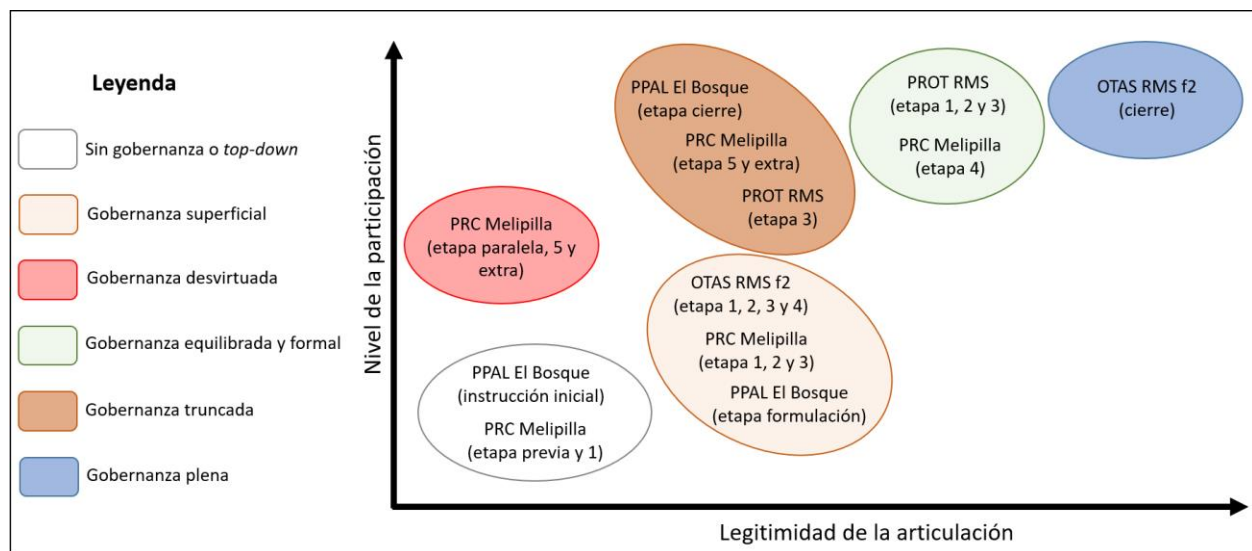 Leyenda
Sin gobernanza o top-down
Gobernanza superficial
Gobernanza desvirtuada
Gobernanza equilibrada y formal
Gobernanza truncada
Gobernanza plena
Nivel de la participación
PPAL El Bosque
(etapa cierre)
PRC Melipilla
(etapa 5 y extra)
PROT RMS
(etapa 3)
PROT RMS
(etapa 1, 2 y 3)
PRC Melipilla
(etapa 4)
OTAS RMS f2
(cierre)
PRC Melipilla
(etapa paralela, 5 y
extra)
OTAS RMS f2
(etapa 1, 2, 3 y 4)
PRC Melipilla
(etapa 1, 2 y 3)
PPAL El Bosque
(etapa formulación)
PPAL El Bosque
(instrucción inicial)
PRC Melipilla
(etapa previa y 1)
Legitimidad de la articulación